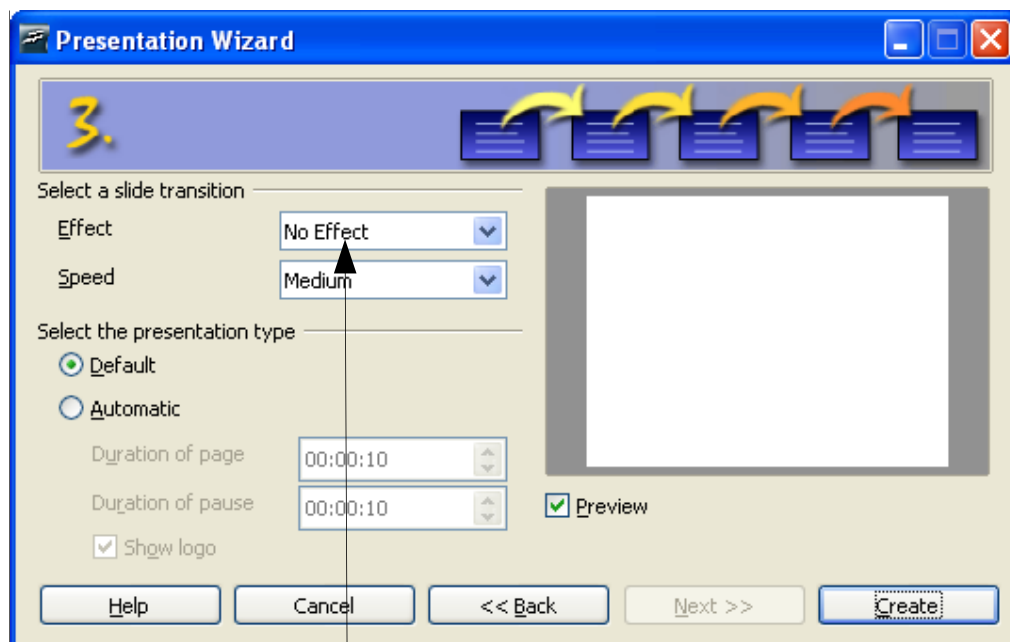 Presentation Wizard
3.
Select a slide transition
Effect No Effect
Speed Medium
Select the presentation type
Default
Automatic
Duration of page 00:00:10
Duration of pause 00:00:10
Show logo
Preview
Help Cancel << Back Next >> Create